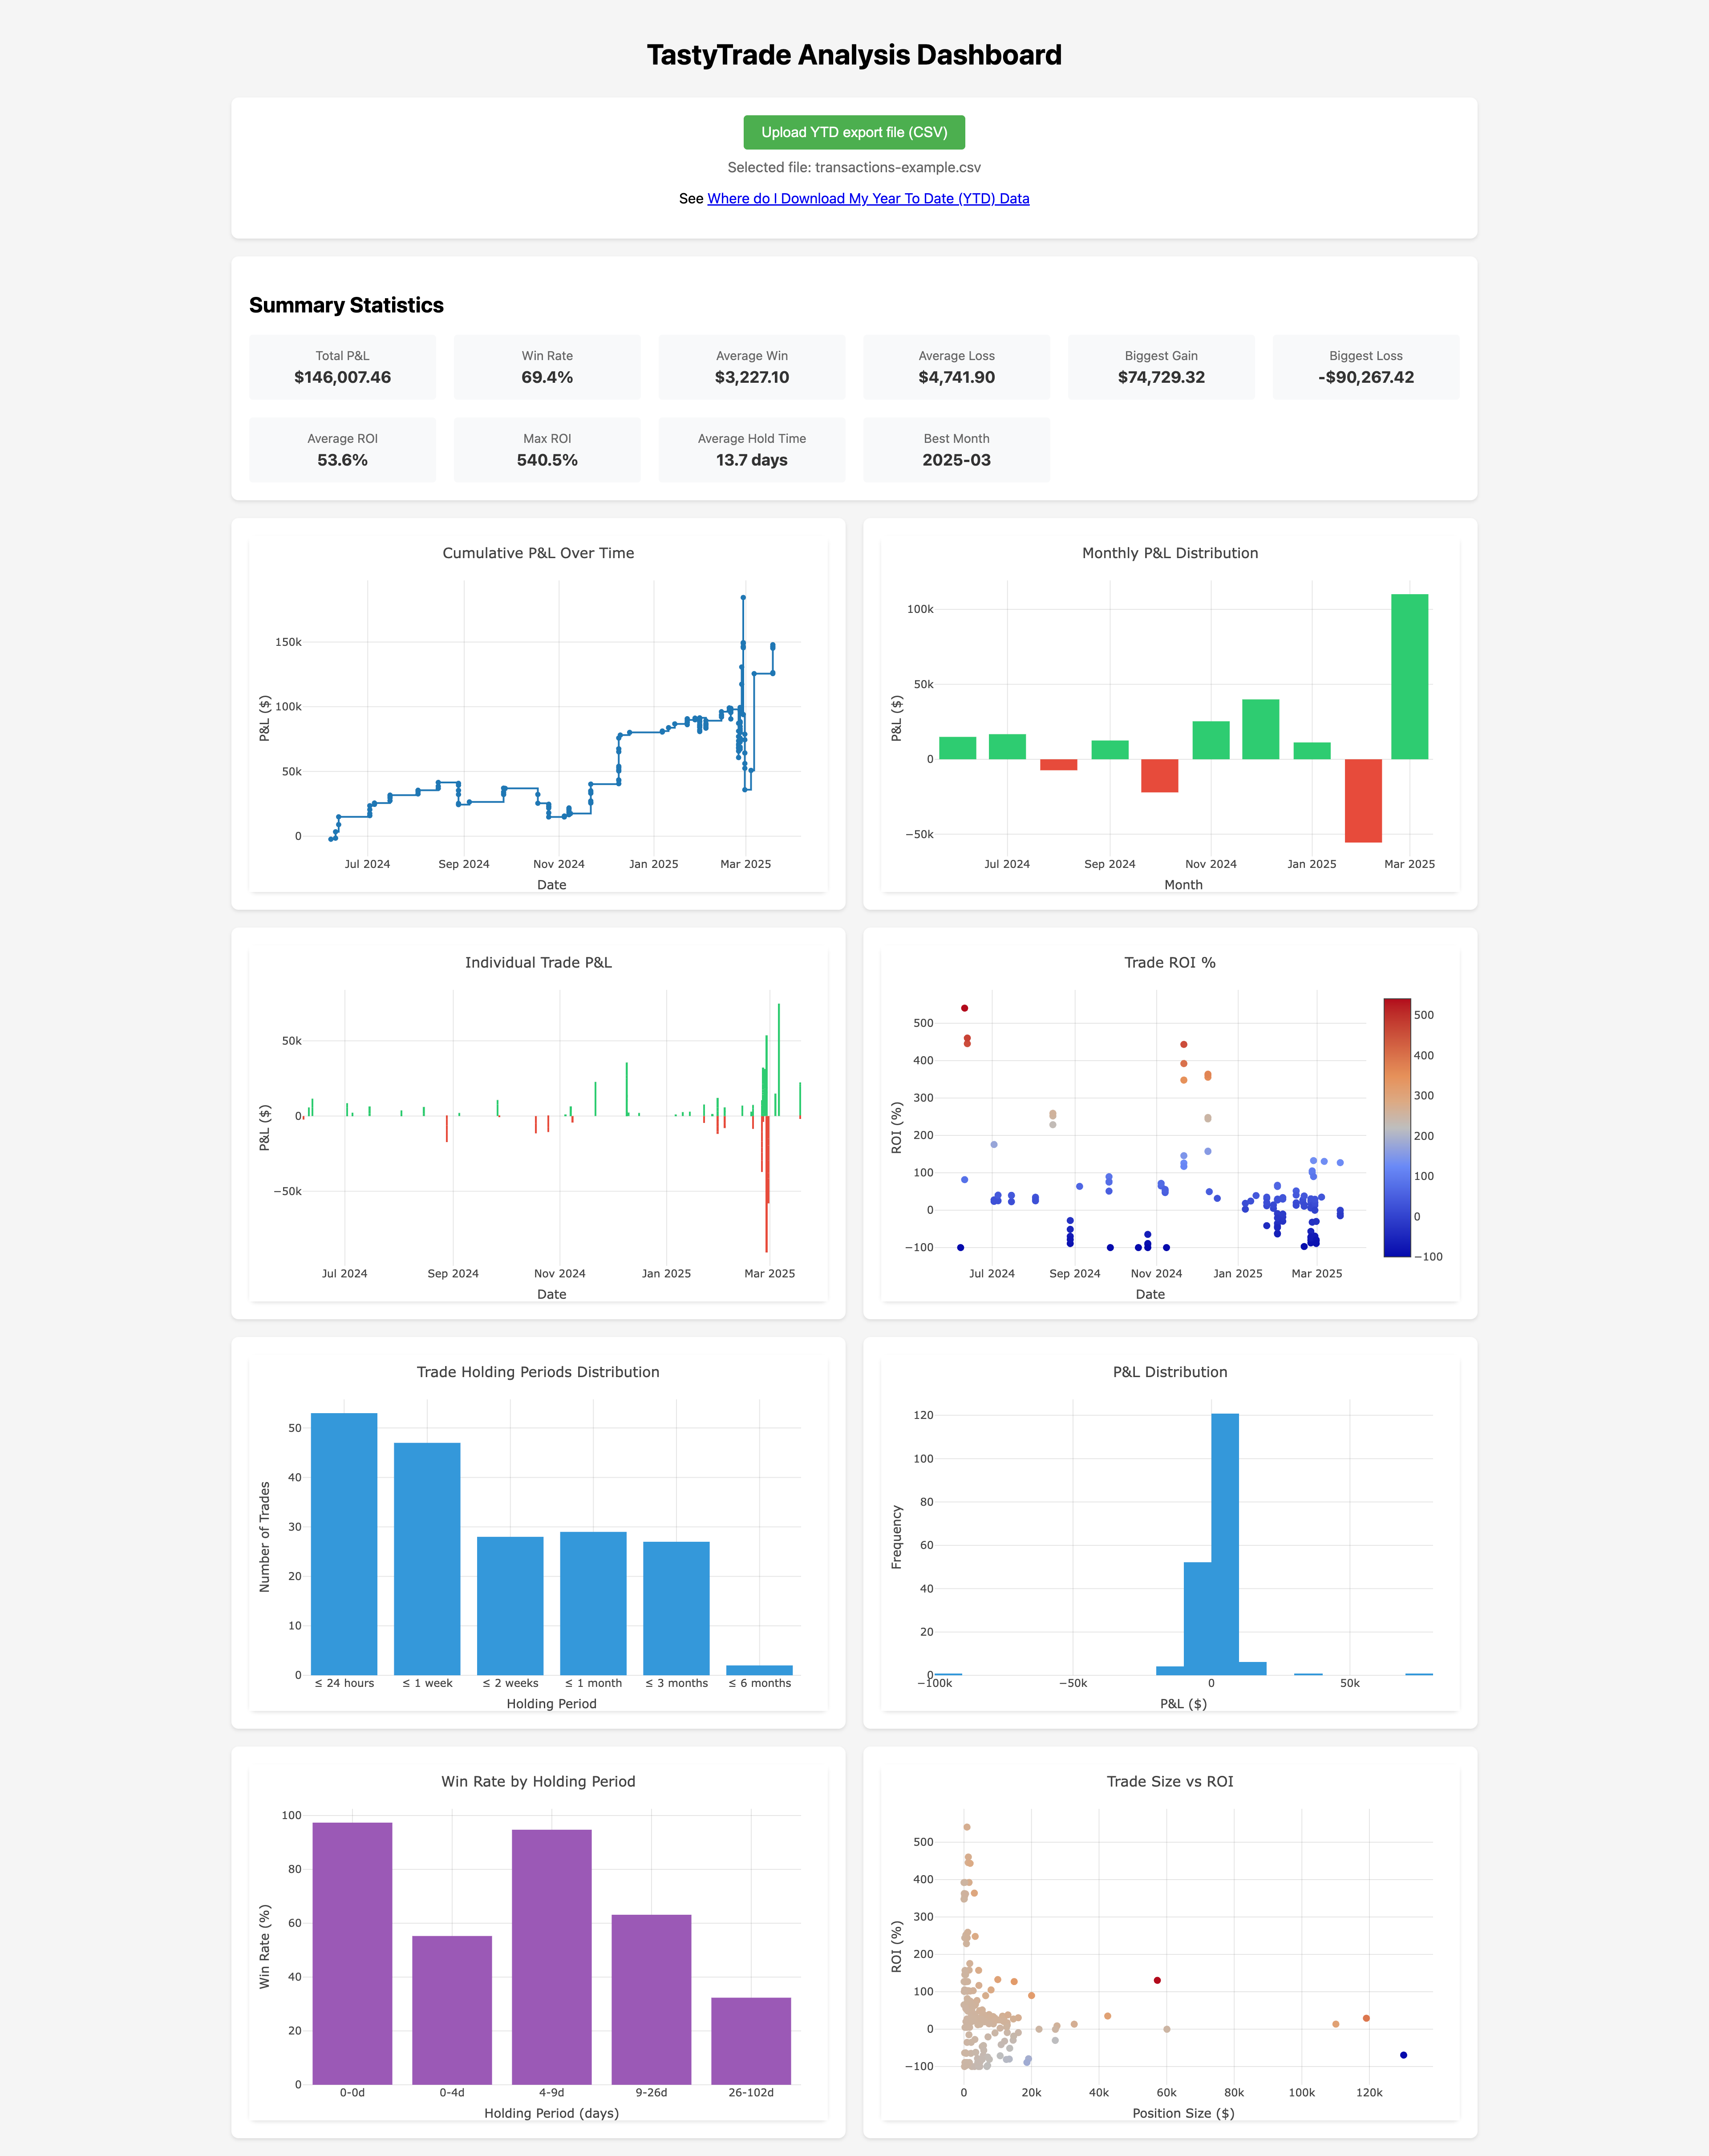 TastyTrade Analysis Dashboard
Upload YTD export file (CSV)
Selected file: transactions-example.csv
See Where do I Download My Year To Date (YTD) Data
Summary Statistics
Total P&L
$146,007.46
Win Rate
69.4%
Average Win
$3,227.10
Average Loss
$4,741.90
Biggest Gain
$74,729.32
Biggest Loss
-$90,267.42
Average ROI
53.6%
Max ROI
540.5%
Average Hold Time
13.7 days
Best Month
2025-03
Cumulative P&L Over Time
P&L ($)
150k
100k
50k
0
Jul 2024
Sep 2024
Nov 2024
Jan 2025
Mar 2025
Date
Monthly P&L Distribution
P&L ($)
100k
50k
0
−50k
Jul 2024
Sep 2024
Nov 2024
Jan 2025
Mar 2025
Month
Individual Trade P&L
P&L ($)
50k
0
−50k
Jul 2024
Sep 2024
Nov 2024
Jan 2025
Mar 2025
Date
Trade ROI %
ROI (%)
500
400
300
200
100
0
−100
Jul 2024
Sep 2024
Nov 2024
Jan 2025
Mar 2025
Date
500
400
300
200
100
0
−100
Trade Holding Periods Distribution
Number of Trades
50
40
30
20
10
0
≤ 24 hours
≤ 1 week
≤ 2 weeks
≤ 1 month
≤ 3 months
≤ 6 months
Holding Period
P&L Distribution
Frequency
120
100
80
60
40
20
0
−100k
−50k
0
50k
P&L ($)
Win Rate by Holding Period
Win Rate (%)
100
80
60
40
20
0
0-0d
0-4d
4-9d
9-26d
26-102d
Holding Period (days)
Trade Size vs ROI
ROI (%)
500
400
300
200
100
0
−100
0
20k
40k
60k
80k
100k
120k
Position Size ($)